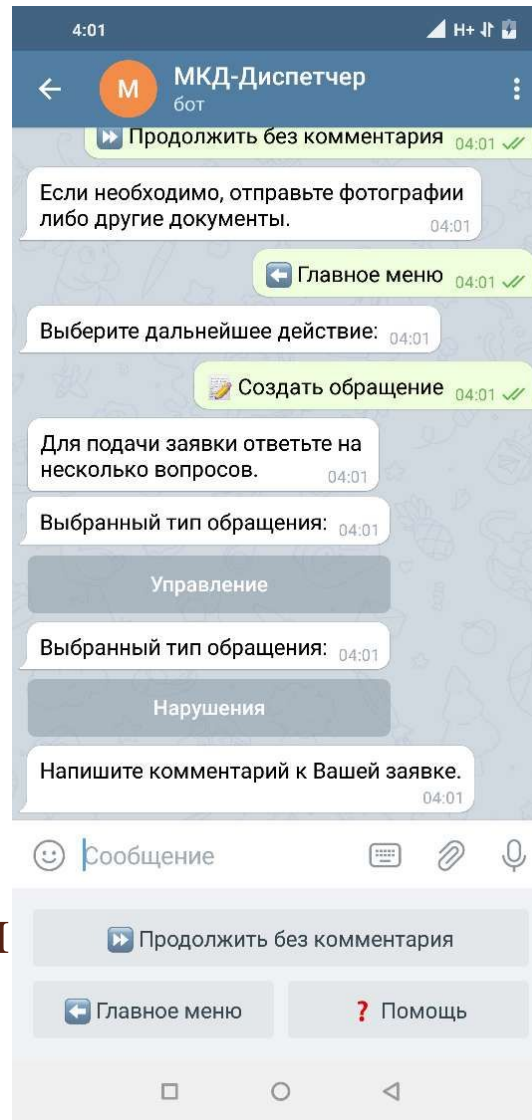 4:01
H+
М
МКД-Диспетчер
бот
Продолжить без комментария 04:01
Если необходимо, отправьте фотографии
либо другие документы. 04:01
Главное меню 04:01
Выберите дальнейшее действие: 04:01
Создать обращение 04:01
Для подачи заявки ответьте на
несколько вопросов. 04:01
Выбранный тип обращения: 04:01
Управление
Выбранный тип обращения: 04:01
Нарушения
Напишите комментарий к Вашей заявке.
04:01
Сообщение
Продолжить без комментария
Главное меню
❓ Помощь